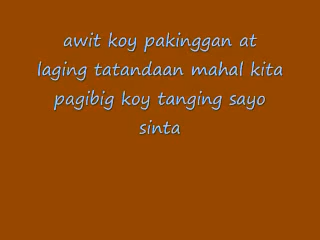 awit koy pakinggan at
laging tatandaan mahal kita
pagibig koy tanging sayo
sinta